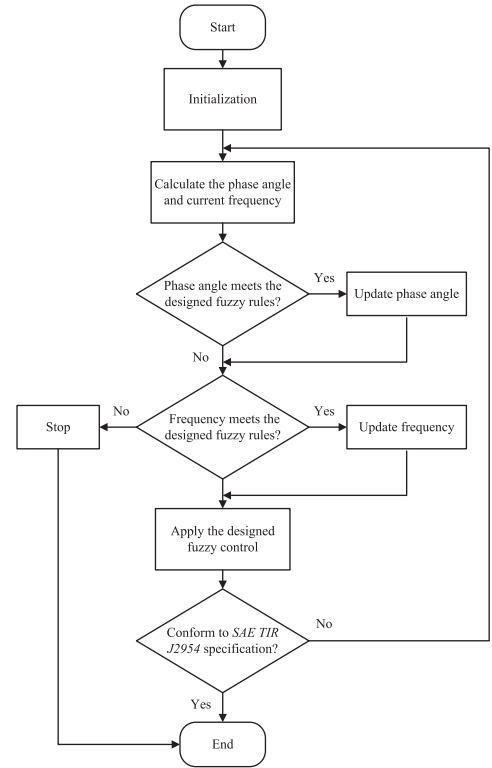 Start
Initialization
Calculate the phase angle
and current frequency
Phase angle meets the
designed fuzzy rules?
Yes
Update phase angle
No
Frequency meets the
designed fuzzy rules?
No
Stop
Yes
Update frequency
Apply the designed
fuzzy control
Conform to SAE TIR
J2954 specification?
No
Yes
End